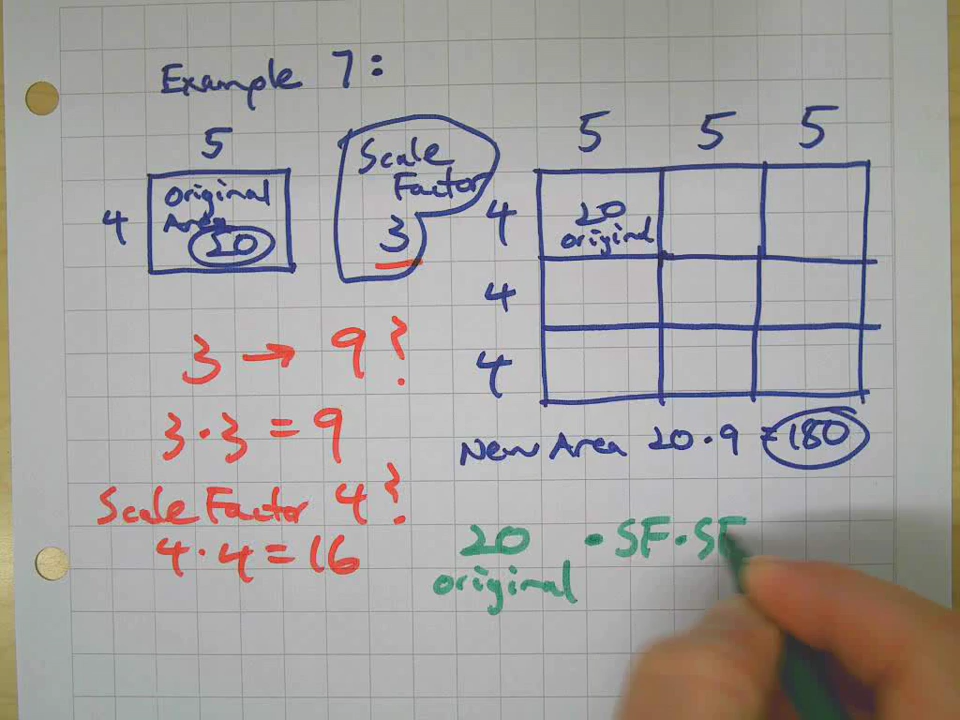 Example 7:
5
4
original
Area
20
Scale
Factor
3
5 5 5
4
20
original
4
4
3 → 9?
3·3=9
Scale Factor 4?
4·4=16
New Area 20·9=180
20 ·SF·SF
original